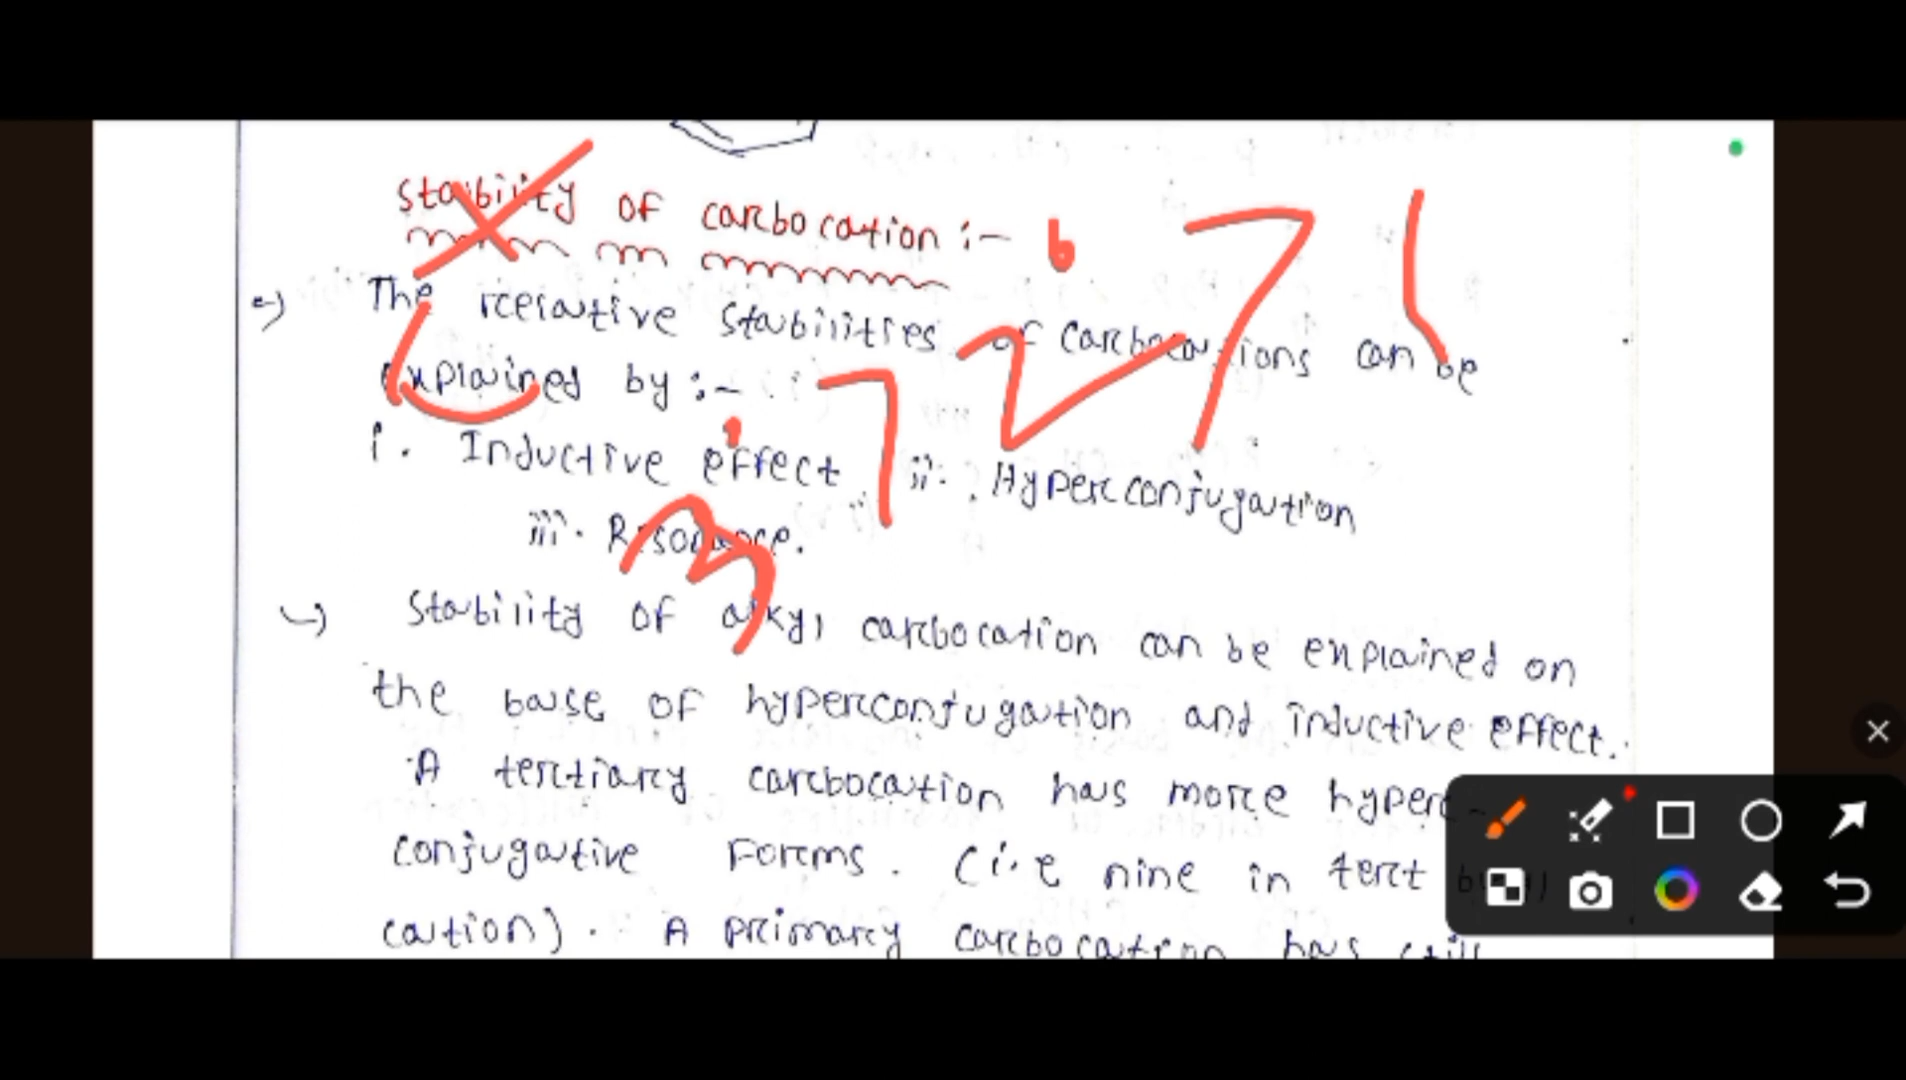 Stability of carbocation :-
The relative stabilities of carbocations can be
explained by :-
i. Inductive effect ii. Hyperconjugation
iii. Resonance.
Stability of alkyl carbocation can be explained on
the base of hyperconjugation and inductive effect.
A tertiary carbocation has more hyper-
conjugative forms. (i.e nine in tert
cation). A primary carbocation has still